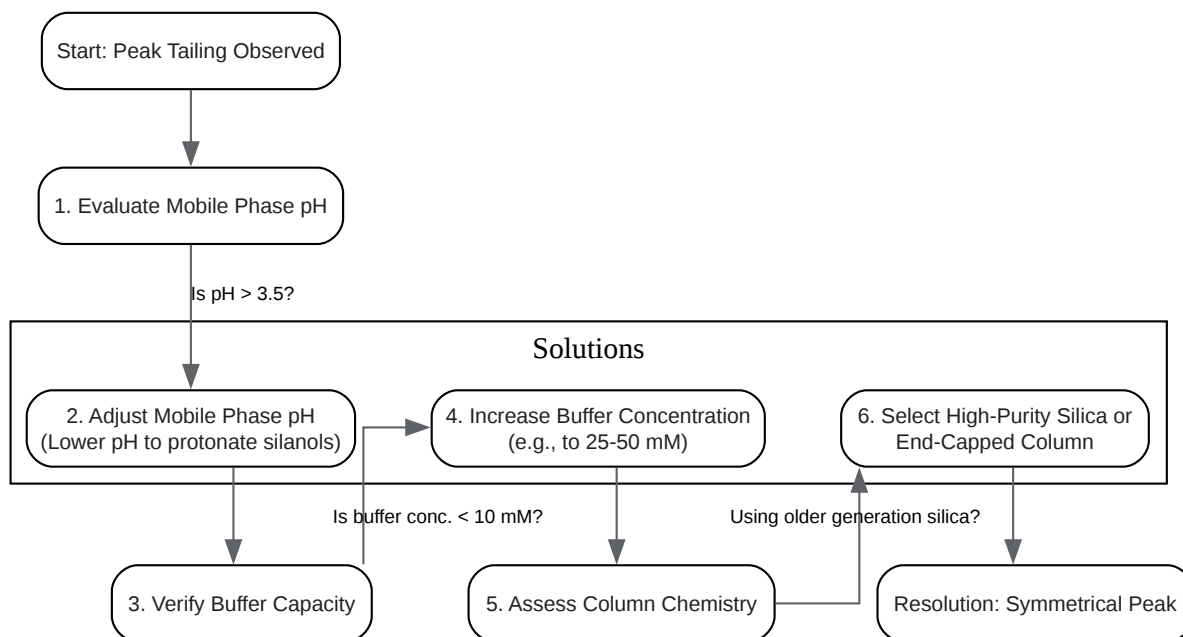 Start: Peak Tailing Observed
1. Evaluate Mobile Phase pH
Is pH > 3.5?
Solutions
2. Adjust Mobile Phase pH
(Lower pH to protonate silanols)
4. Increase Buffer Concentration
(e.g., to 25-50 mM)
6. Select High-Purity Silica or
End-Capped Column
Is buffer conc. < 10 mM?
Using older generation silica?
3. Verify Buffer Capacity
5. Assess Column Chemistry
Resolution: Symmetrical Peak